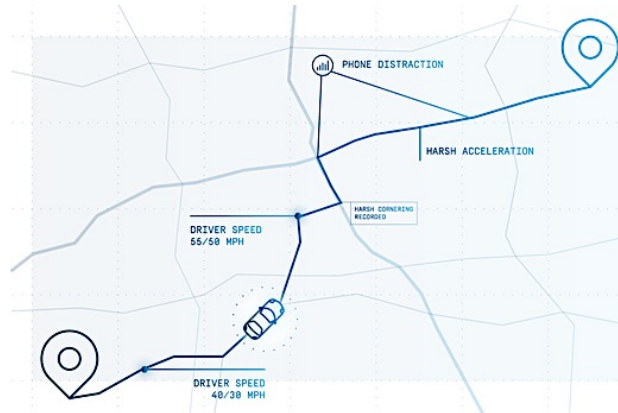 PHONE DISTRACTION
HARSH ACCELERATION
HARSH CORNERING
RECORDED
DRIVER SPEED
55/50 MPH
DRIVER SPEED
40/30 MPH